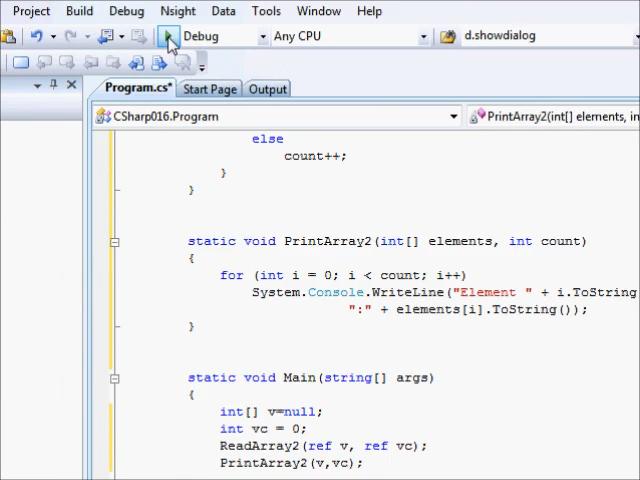 Project Build Debug Nsight Data Tools Window Help
Debug Any CPU d.showdialog
Program.cs* Start Page Output
CSharp016.Program PrintArray2(int[] elements, in
else
count++;
}
}
static void PrintArray2(int[] elements, int count)
{
for (int i = 0; i < count; i++)
System.Console.WriteLine("Element " + i.ToString
":" + elements[i].ToString());
}
static void Main(string[] args)
{
int[] v=null;
int vc = 0;
ReadArray2(ref v, ref vc);
PrintArray2(v,vc);